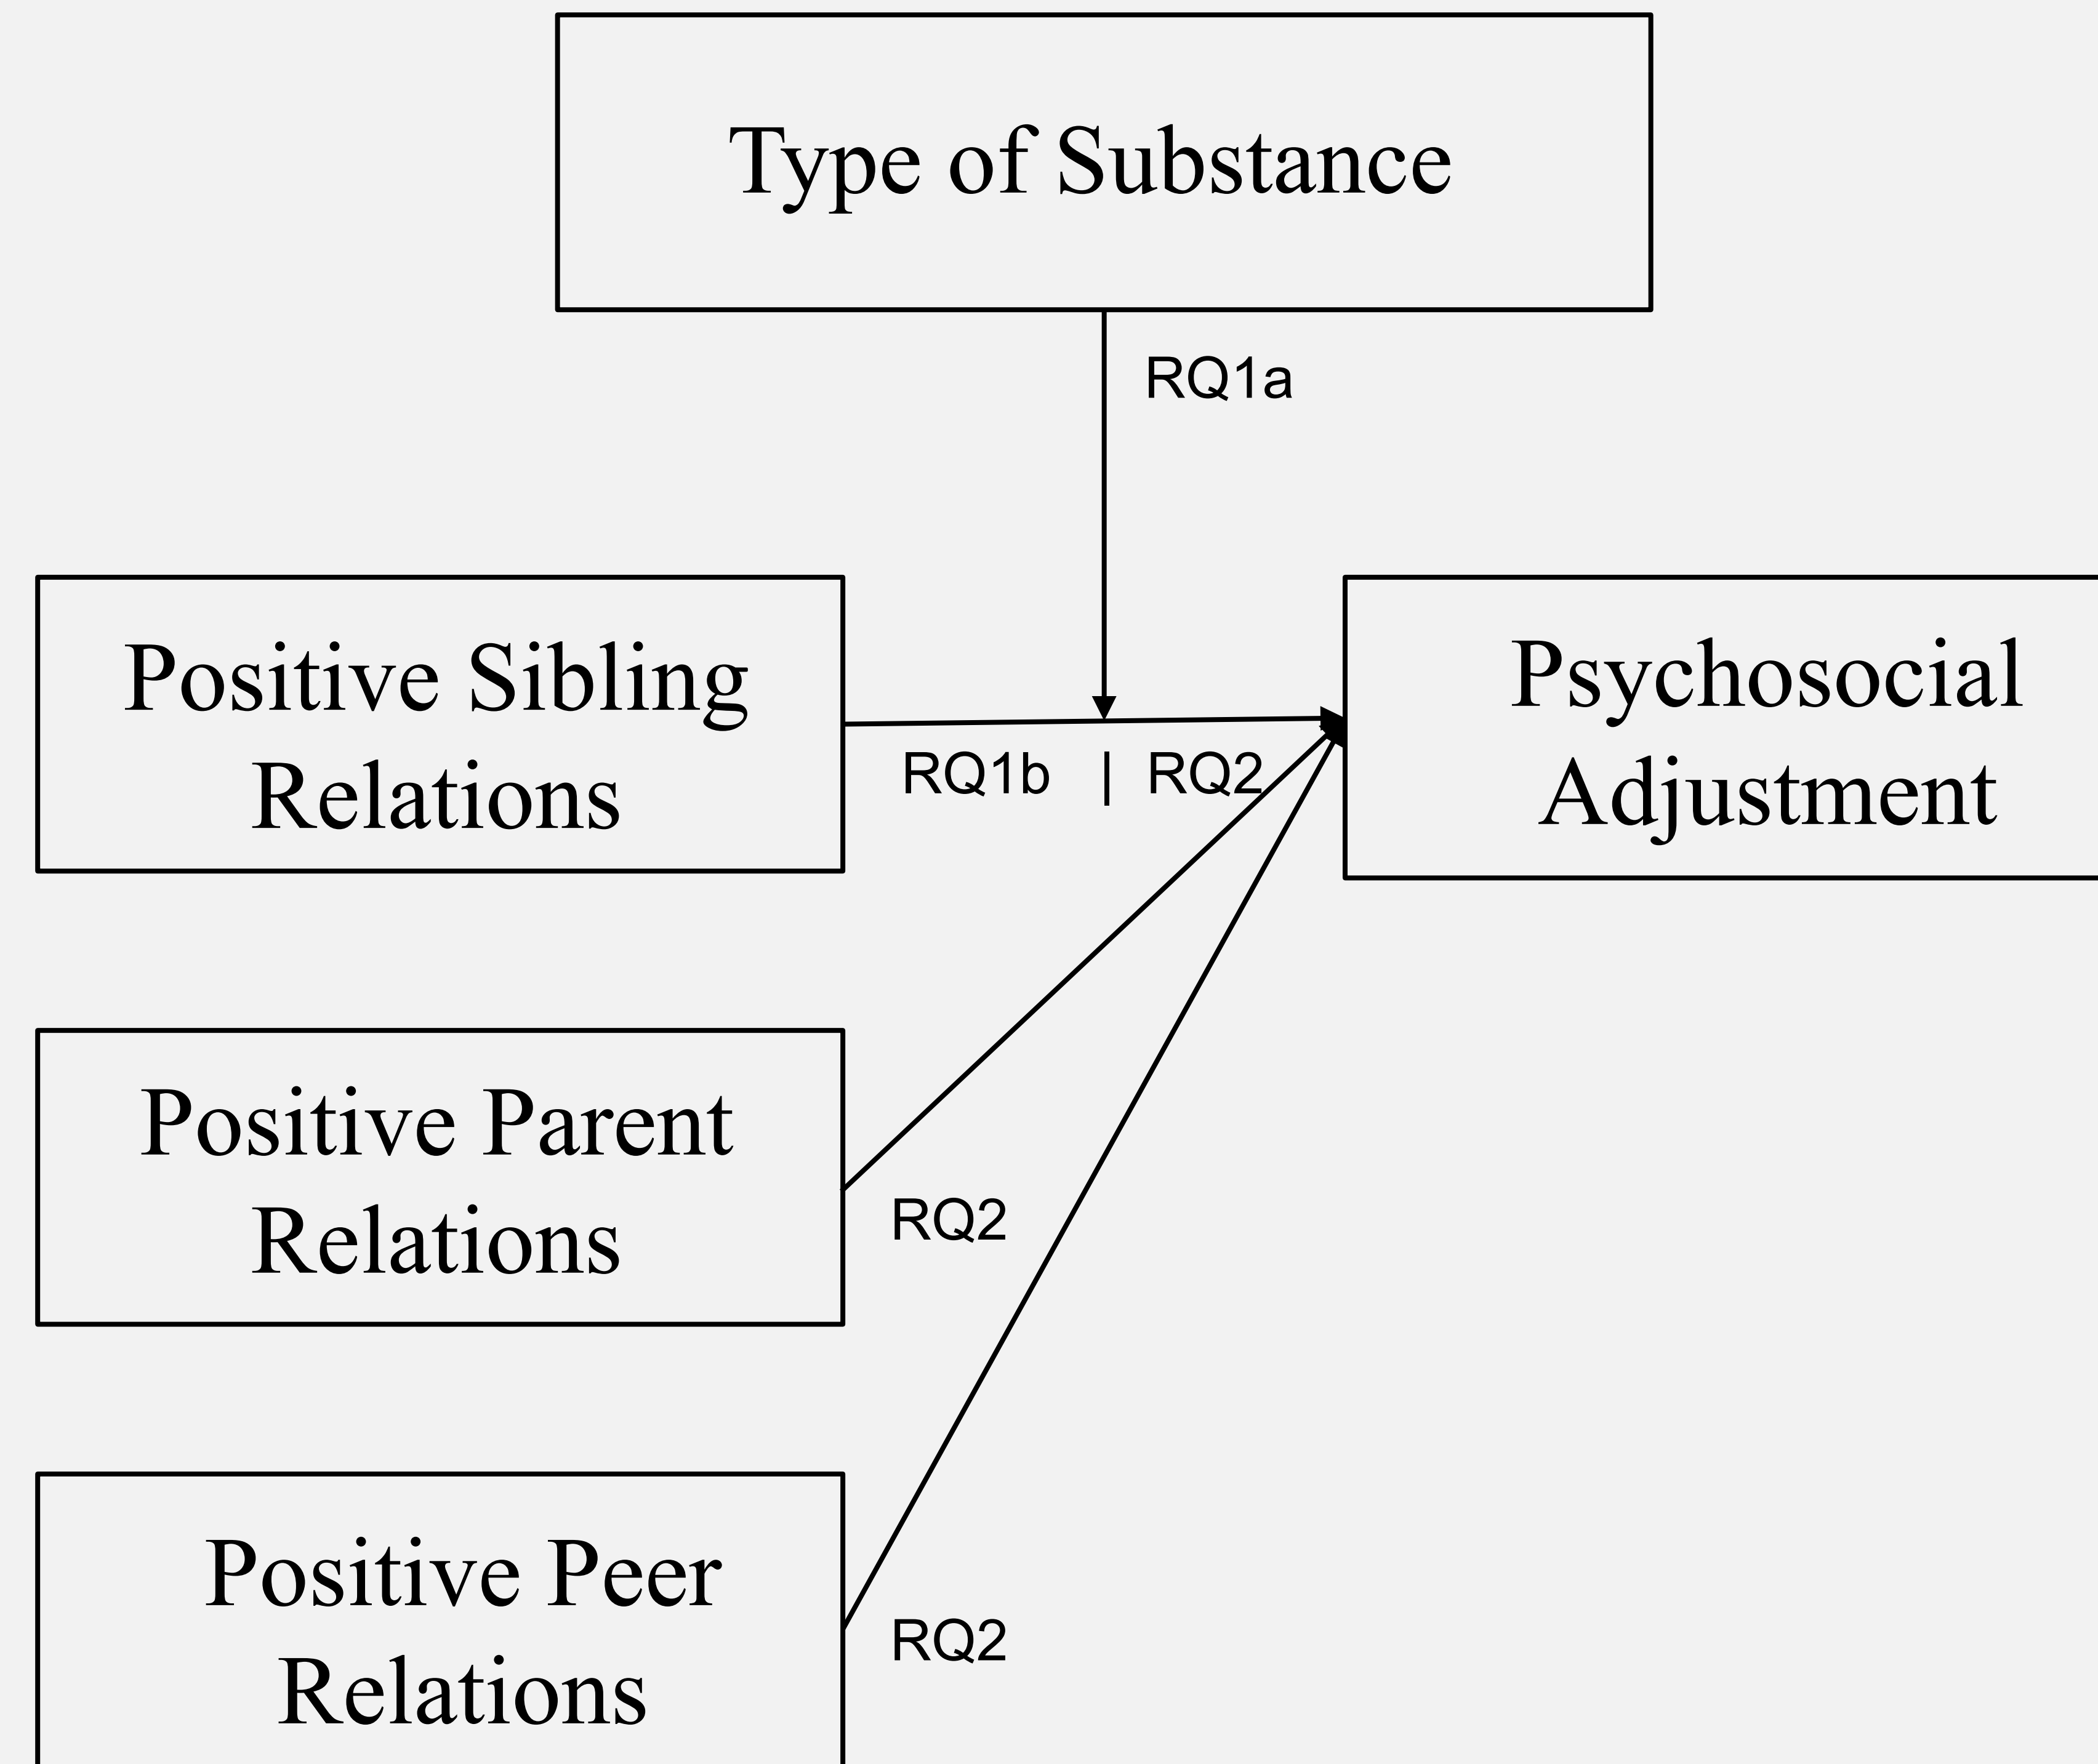 Type of Substance
RQ1a
Positive Sibling
Relations
RQ1b | RQ2
Psychosocial
Adjustment
Positive Parent
Relations
RQ2
Positive Peer
Relations
RQ2